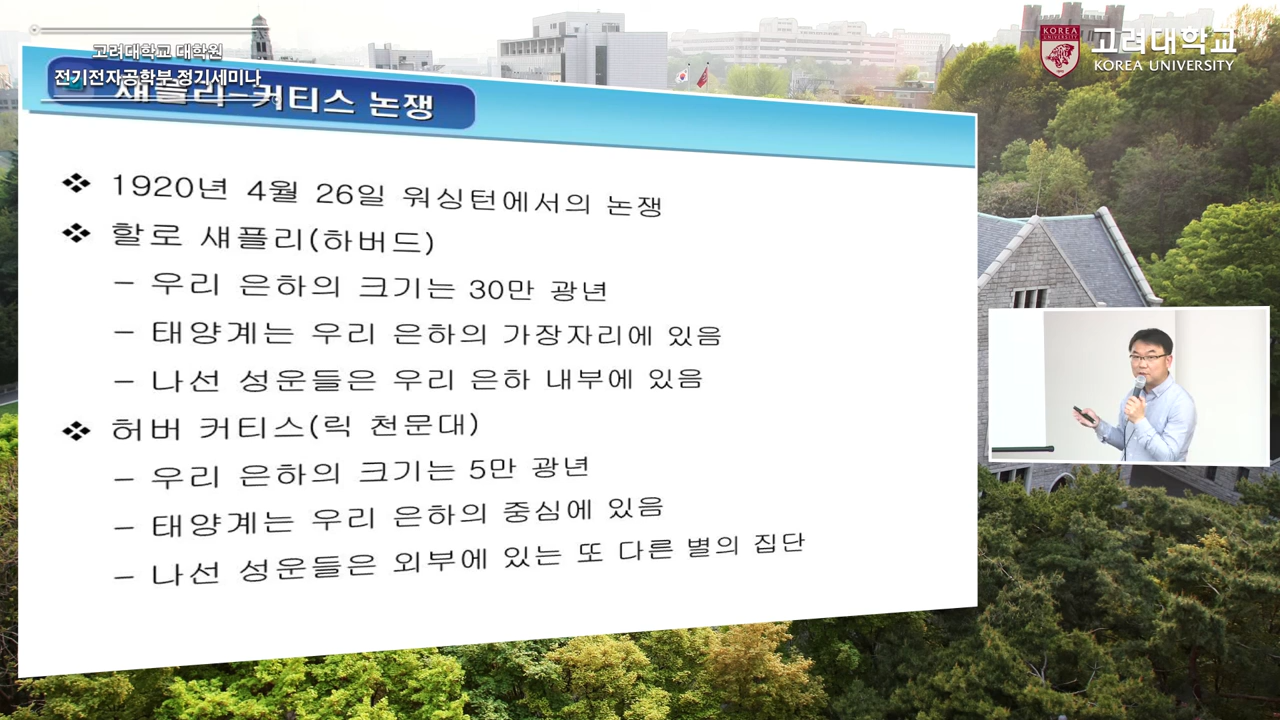 고려대학교 대학원
전기전자공학부 정기세미나
고려대학교
KOREA UNIVERSITY
KOREA
UNIVERSITY
섀플리-커티스 논쟁
❖ 1920년 4월 26일 워싱턴에서의 논쟁
❖ 할로 섀플리(하버드)
– 우리 은하의 크기는 30만 광년
– 태양계는 우리 은하의 가장자리에 있음
– 나선 성운들은 우리 은하 내부에 있음
❖ 허버 커티스(릭 천문대)
– 우리 은하의 크기는 5만 광년
– 태양계는 우리 은하의 중심에 있음
– 나선 성운들은 외부에 있는 또 다른 별의 집단